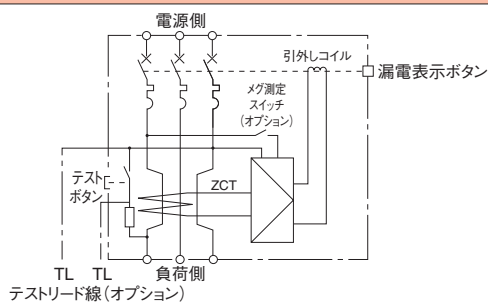 電源側
引外しコイル
漏電表示ボタン
メグ測定
スイッチ
(オプション)
テスト
ボタン
ZCT
TL TL
負荷側
テストリード線(オプション)